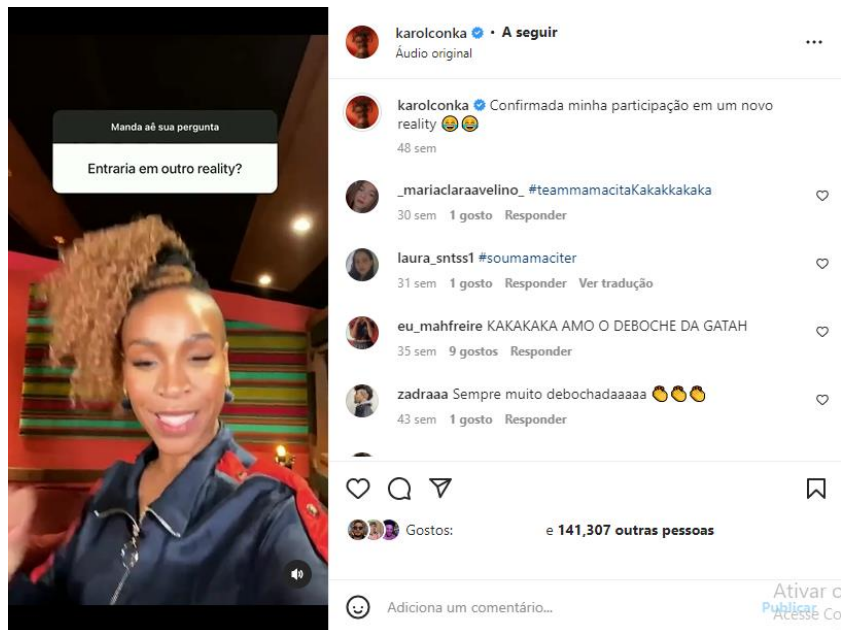 Manda aê sua pergunta
Entraria em outro reality?
karolconka • A seguir
Áudio original
karolconka Confirmada minha participação em um novo
reality 😂😂
48 sem
_mariaclaraavelino_ #teammamacitaKakakkakaka
30 sem 1 gosto Responder
laura_sntss1 #soumamaciter
31 sem 1 gosto Responder Ver tradução
eu_mahfreire KAKAKAKA AMO O DEBOCHE DA GATAH
35 sem 9 gostos Responder
zadraaa Sempre muito debochadaaaaa 👏👏👏
43 sem 1 gosto Responder
Gostos: e 141,307 outras pessoas
Adiciona um comentário... Publicar
Ativar o
Acesse Co